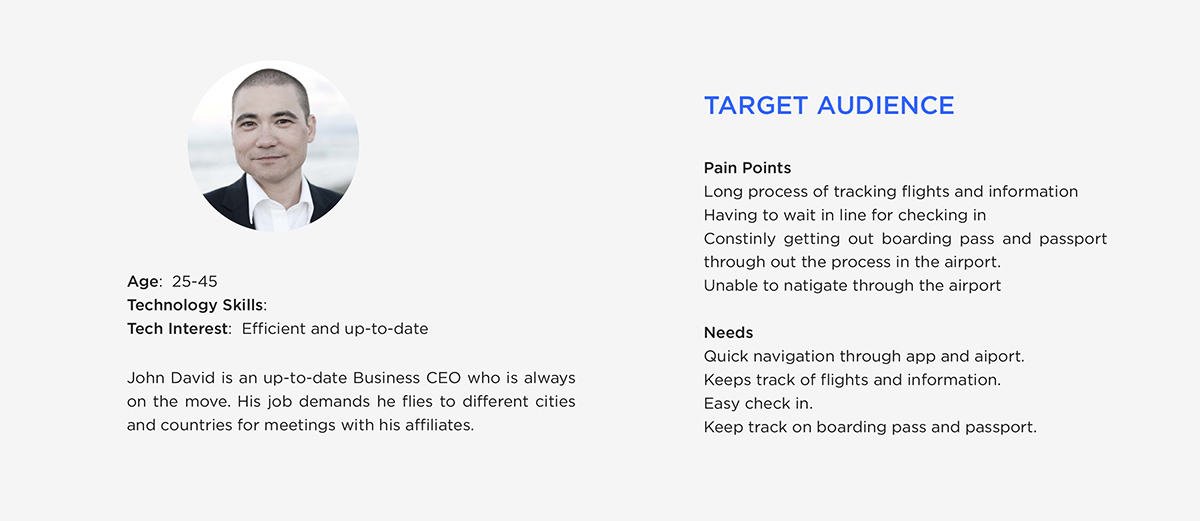 Age: 25-45
Technology Skills:
Tech Interest: Efficient and up-to-date
John David is an up-to-date Business CEO who is always
on the move. His job demands he flies to different cities
and countries for meetings with his affiliates.
TARGET AUDIENCE
Pain Points
Long process of tracking flights and information
Having to wait in line for checking in
Constinly getting out boarding pass and passport
through out the process in the airport.
Unable to natigate through the airport
Needs
Quick navigation through app and aiport.
Keeps track of flights and information.
Easy check in.
Keep track on boarding pass and passport.